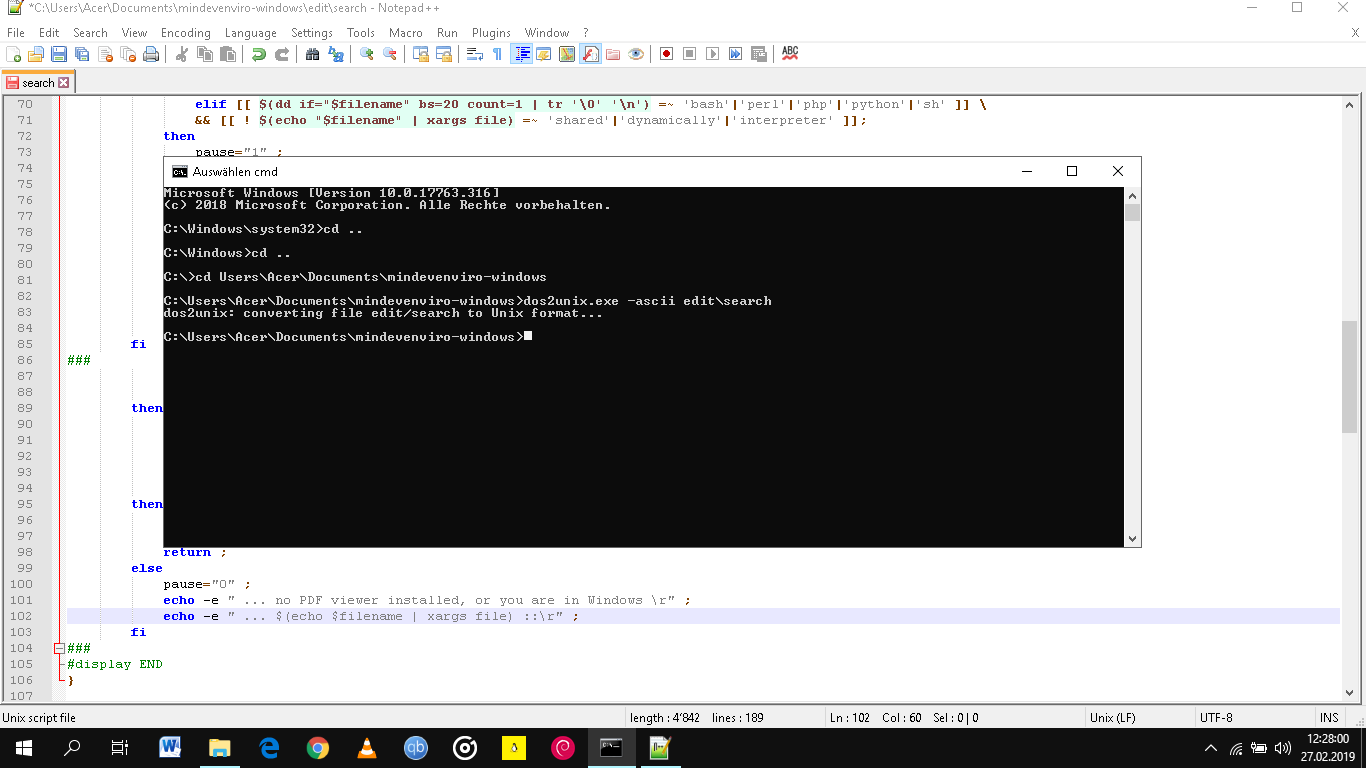 *C:\Users\Acer\Documents\mindevenviro-windows\edit\search - Notepad++
File Edit Search View Encoding Language Settings Tools Macro Run Plugins Window ? X
ABC
search
70 elif [[ $(dd if="$filename" bs=20 count=1 | tr '\0' '\n') =~ 'bash'|'perl'|'php'|'python'|'sh' ]] \
71 && [[ ! $(echo "$filename" | xargs file) =~ 'shared'|'dynamically'|'interpreter' ]];
72 then
73 pause="1" ;
74
75
76
77
78
79
80
81
82
83
84
85 fi
86 ###
87
88
89 then
90
91
92
93
94
95 then
96
97
98 return ;
99 else
100 pause="0" ;
101 echo -e " ... no PDF viewer installed, or you are in Windows \r" ;
102 echo -e " ... $(echo $filename | xargs file) ::\r" ;
103 fi
104 ###
105 #display END
106 }
107
Auswählen cmd
Microsoft Windows [Version 10.0.17763.316]
(c) 2018 Microsoft Corporation. Alle Rechte vorbehalten.
C:\Windows\system32>cd ..
C:\Windows>cd ..
C:\>cd Users\Acer\Documents\mindevenviro-windows
C:\Users\Acer\Documents\mindevenviro-windows>dos2unix.exe -ascii edit\search
dos2unix: converting file edit/search to Unix format...
C:\Users\Acer\Documents\mindevenviro-windows>
Unix script file length : 4'842 lines : 189 Ln : 102 Col : 60 Sel : 0 | 0 Unix (LF) UTF-8 INS
12:28:00
27.02.2019